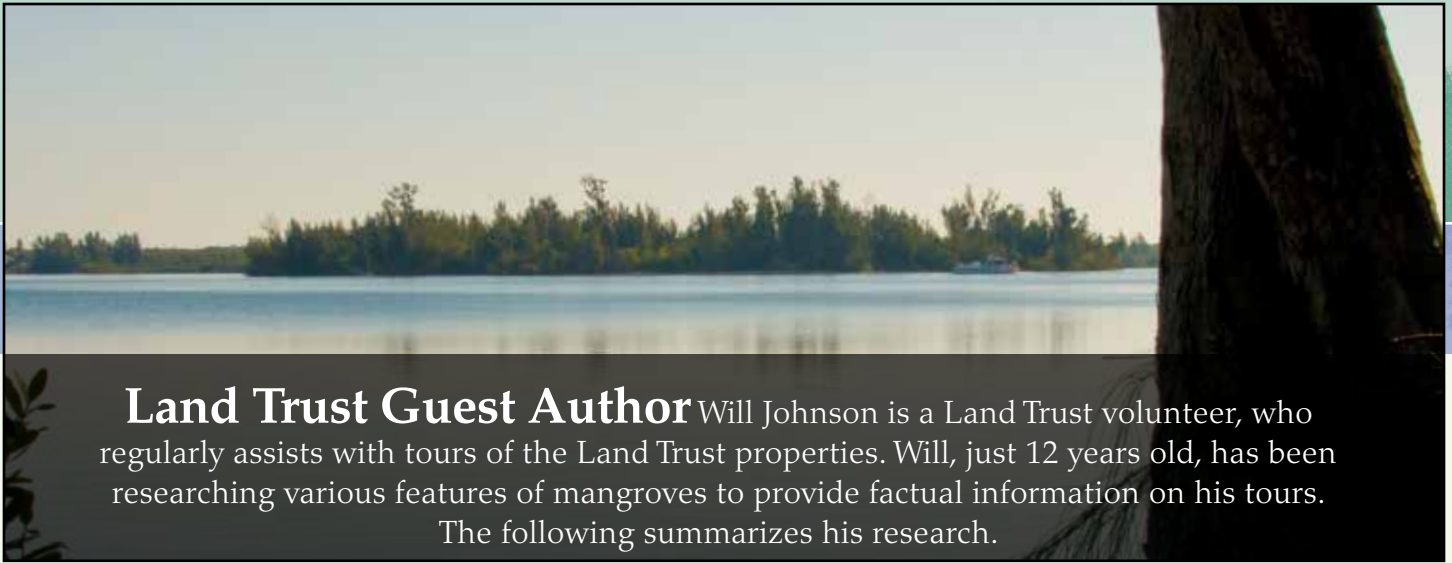 Land Trust Guest Author Will Johnson is a Land Trust volunteer, who
regularly assists with tours of the Land Trust properties. Will, just 12 years old, has been
researching various features of mangroves to provide factual information on his tours.
The following summarizes his research.